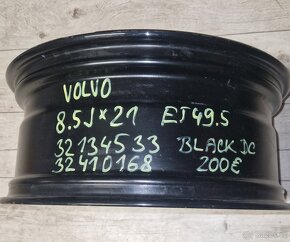 VOLVO
8.5J*21 ET49.5
32134533 BLACK DC
32410168 200€